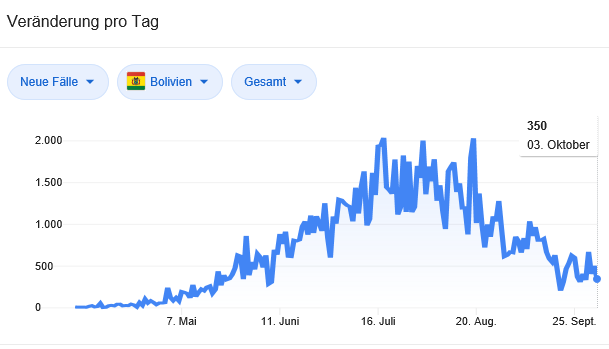 Veränderung pro Tag
Neue Fälle
Bolivien
Gesamt
350
03. Oktober
2.000
1.500
1.000
500
0
7. Mai
11. Juni
16. Juli
20. Aug.
25. Sept.